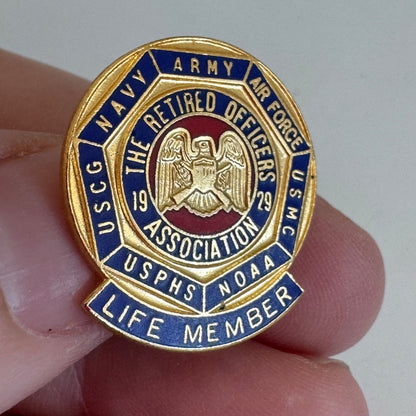 ARMY
AIR FORCE
USMC
NOAA
USPHS
USCG
NAVY
THE RETIRED OFFICERS
19 29
ASSOCIATION
LIFE MEMBER